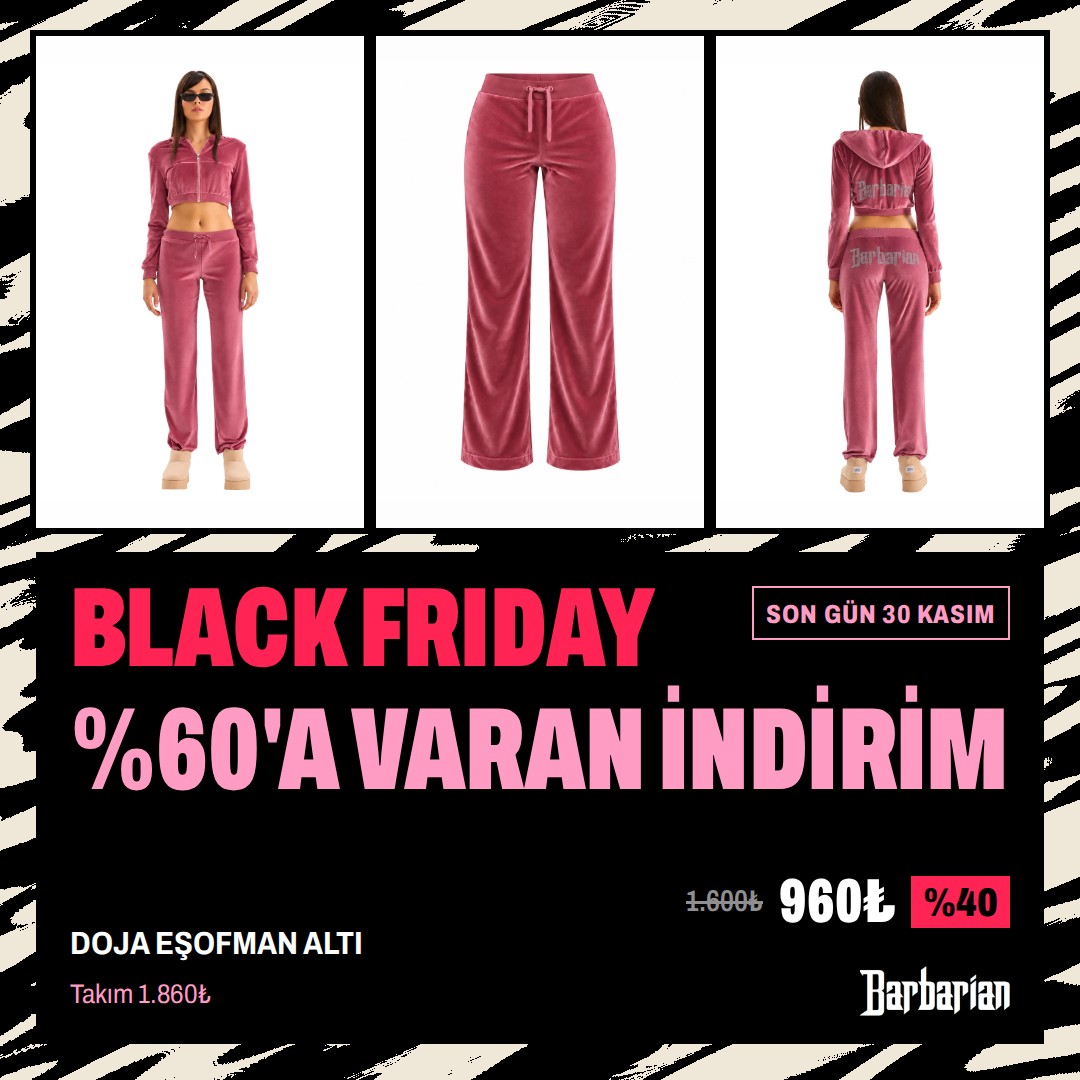 Barbarian
Barbarian
BLACK FRIDAY
SON GÜN 30 KASIM
%60'A VARAN İNDİRİM
1.600₺ 960₺ %40
DOJA EŞOFMAN ALTI
Takım 1.860₺
Barbarian